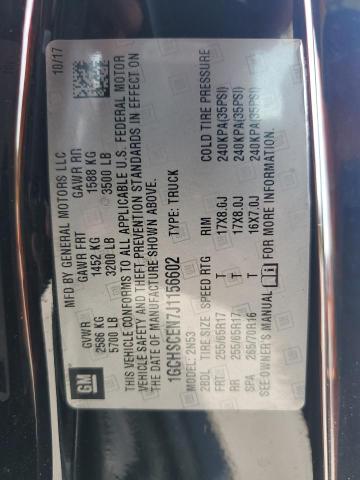 GM
MFD BY GENERAL MOTORS LLC
10/17
GVWR GAWR FRT GAWR RR
2586 KG 1452 KG 1588 KG
5700 LB 3200 LB 3500 LB
THIS VEHICLE CONFORMS TO ALL APPLICABLE U.S. FEDERAL MOTOR
VEHICLE SAFETY AND THEFT PREVENTION STANDARDS IN EFFECT ON
THE DATE OF MANUFACTURE SHOWN ABOVE.
1GCHSCEN7J1156602 TYPE: TRUCK
MODEL: 2N53
2BDL TIRE SIZE SPEED RTG RIM COLD TIRE PRESSURE
FRT 255/65R17 T 17X8.0J 240KPA(35PSI)
RR 255/65R17 T 17X8.0J 240KPA(35PSI)
SPA 265/70R16 T 16X7.0J 240KPA(35PSI)
SEE OWNER'S MANUAL FOR MORE INFORMATION.